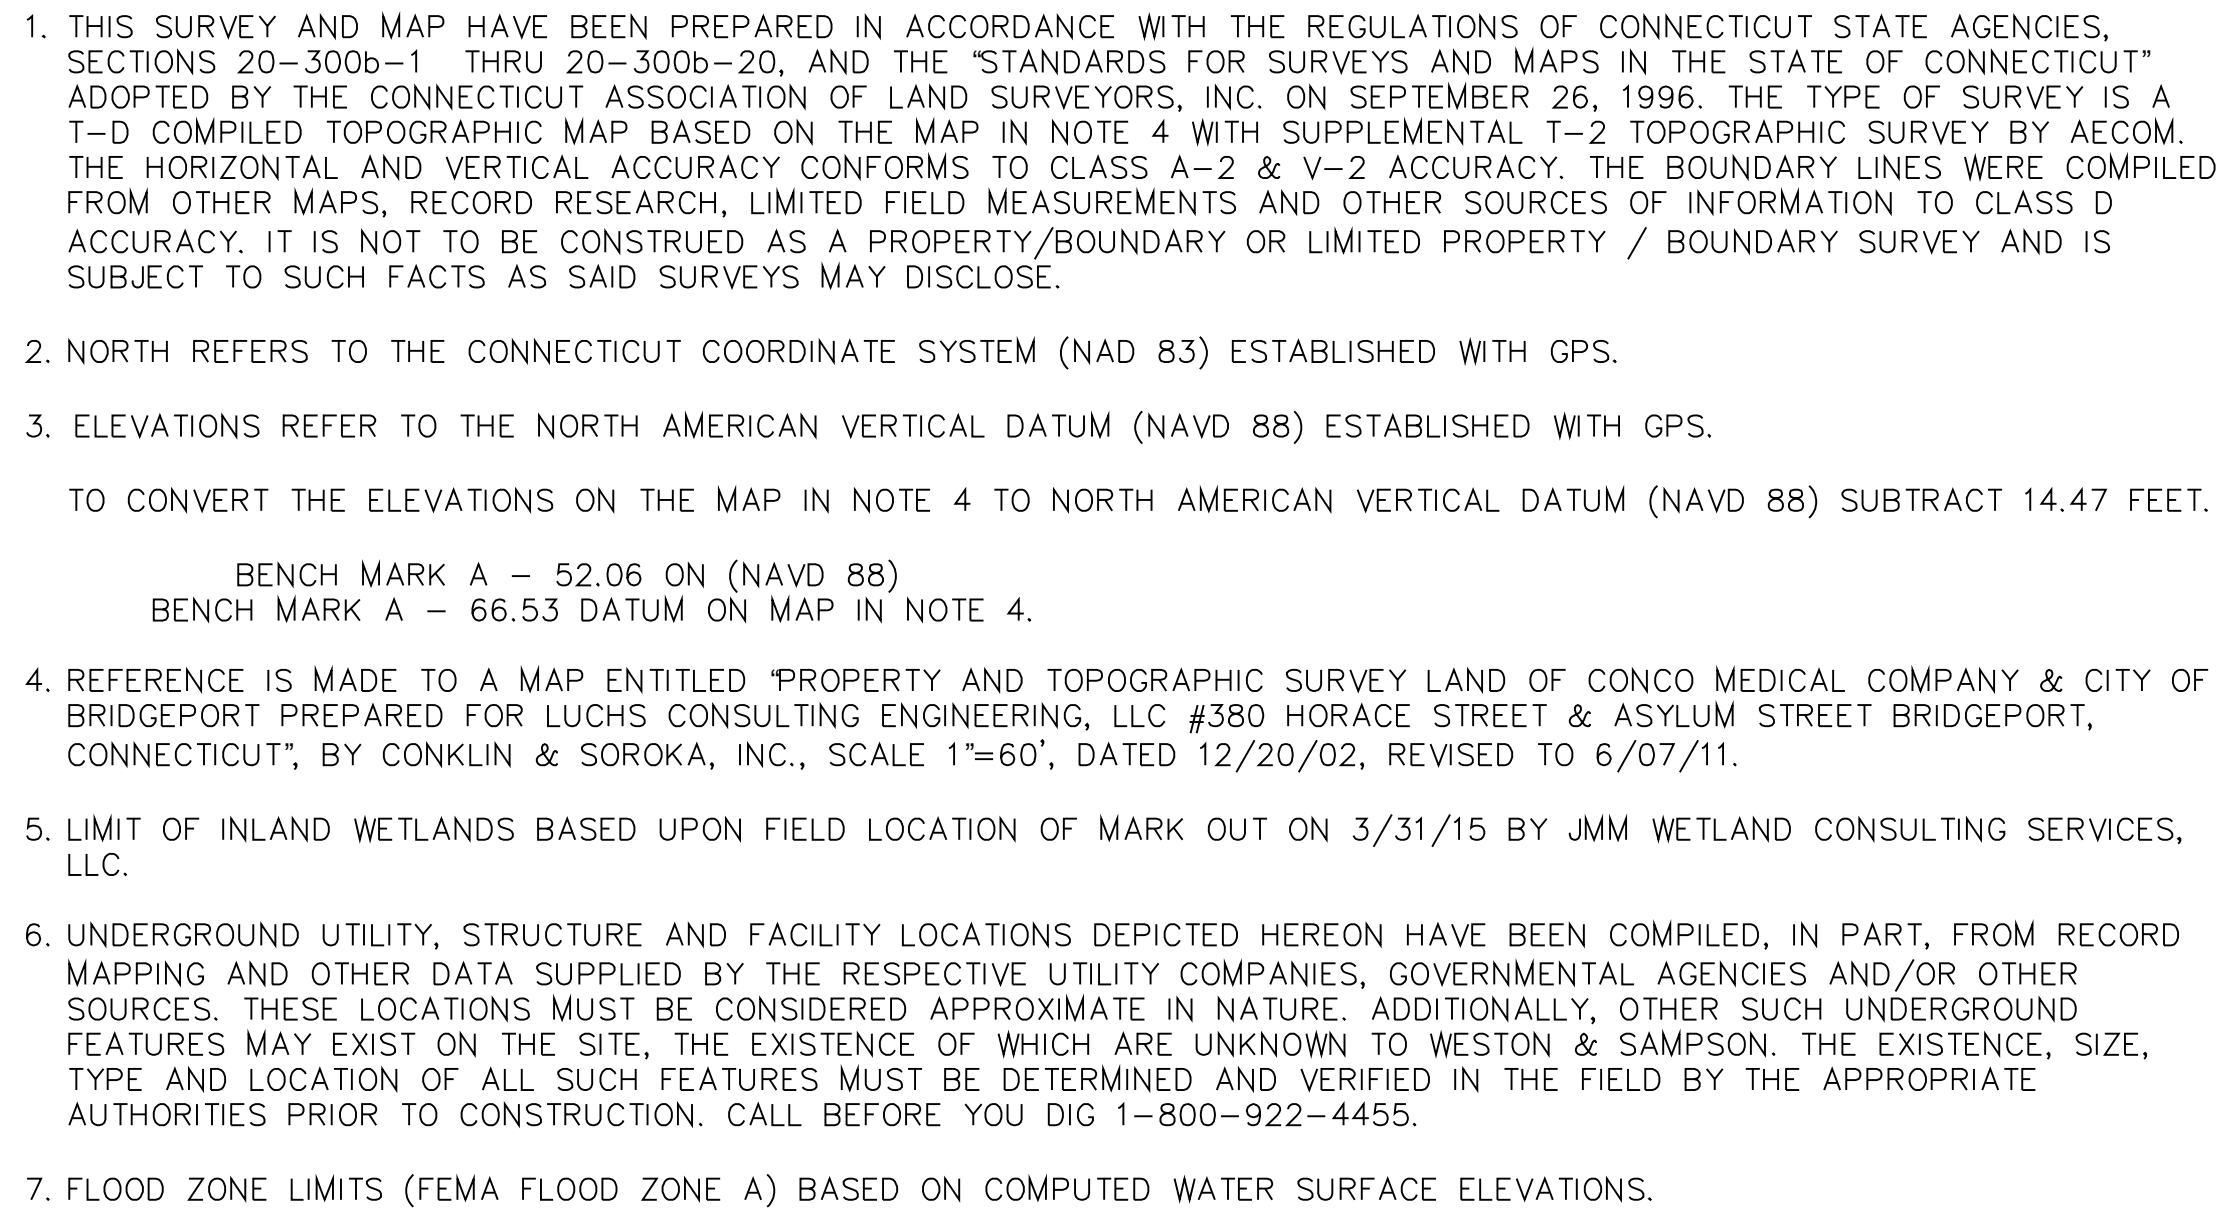 1. THIS SURVEY AND MAP HAVE BEEN PREPARED IN ACCORDANCE WITH THE REGULATIONS OF CONNECTICUT STATE AGENCIES,
SECTIONS 20-300b-1 THRU 20-300b-20, AND THE "STANDARDS FOR SURVEYS AND MAPS IN THE STATE OF CONNECTICUT"
ADOPTED BY THE CONNECTICUT ASSOCIATION OF LAND SURVEYORS, INC. ON SEPTEMBER 26, 1996. THE TYPE OF SURVEY IS A
T-D COMPILED TOPOGRAPHIC MAP BASED ON THE MAP IN NOTE 4 WITH SUPPLEMENTAL T-2 TOPOGRAPHIC SURVEY BY AECOM.
THE HORIZONTAL AND VERTICAL ACCURACY CONFORMS TO CLASS A-2 & V-2 ACCURACY. THE BOUNDARY LINES WERE COMPILED
FROM OTHER MAPS, RECORD RESEARCH, LIMITED FIELD MEASUREMENTS AND OTHER SOURCES OF INFORMATION TO CLASS D
ACCURACY. IT IS NOT TO BE CONSTRUED AS A PROPERTY/BOUNDARY OR LIMITED PROPERTY / BOUNDARY SURVEY AND IS
SUBJECT TO SUCH FACTS AS SAID SURVEYS MAY DISCLOSE.
2. NORTH REFERS TO THE CONNECTICUT COORDINATE SYSTEM (NAD 83) ESTABLISHED WITH GPS.
3. ELEVATIONS REFER TO THE NORTH AMERICAN VERTICAL DATUM (NAVD 88) ESTABLISHED WITH GPS.
TO CONVERT THE ELEVATIONS ON THE MAP IN NOTE 4 TO NORTH AMERICAN VERTICAL DATUM (NAVD 88) SUBTRACT 14.47 FEET.
BENCH MARK A - 52.06 ON (NAVD 88)
BENCH MARK A - 66.53 DATUM ON MAP IN NOTE 4.
4. REFERENCE IS MADE TO A MAP ENTITLED "PROPERTY AND TOPOGRAPHIC SURVEY LAND OF CONCO MEDICAL COMPANY & CITY OF
BRIDGEPORT PREPARED FOR LUCHS CONSULTING ENGINEERING, LLC #380 HORACE STREET & ASYLUM STREET BRIDGEPORT,
CONNECTICUT", BY CONKLIN & SOROKA, INC., SCALE 1"=60', DATED 12/20/02, REVISED TO 6/07/11.
5. LIMIT OF INLAND WETLANDS BASED UPON FIELD LOCATION OF MARK OUT ON 3/31/15 BY JMM WETLAND CONSULTING SERVICES,
LLC.
6. UNDERGROUND UTILITY, STRUCTURE AND FACILITY LOCATIONS DEPICTED HEREON HAVE BEEN COMPILED, IN PART, FROM RECORD
MAPPING AND OTHER DATA SUPPLIED BY THE RESPECTIVE UTILITY COMPANIES, GOVERNMENTAL AGENCIES AND/OR OTHER
SOURCES. THESE LOCATIONS MUST BE CONSIDERED APPROXIMATE IN NATURE. ADDITIONALLY, OTHER SUCH UNDERGROUND
FEATURES MAY EXIST ON THE SITE, THE EXISTENCE OF WHICH ARE UNKNOWN TO WESTON & SAMPSON. THE EXISTENCE, SIZE,
TYPE AND LOCATION OF ALL SUCH FEATURES MUST BE DETERMINED AND VERIFIED IN THE FIELD BY THE APPROPRIATE
AUTHORITIES PRIOR TO CONSTRUCTION. CALL BEFORE YOU DIG 1-800-922-4455.
7. FLOOD ZONE LIMITS (FEMA FLOOD ZONE A) BASED ON COMPUTED WATER SURFACE ELEVATIONS.